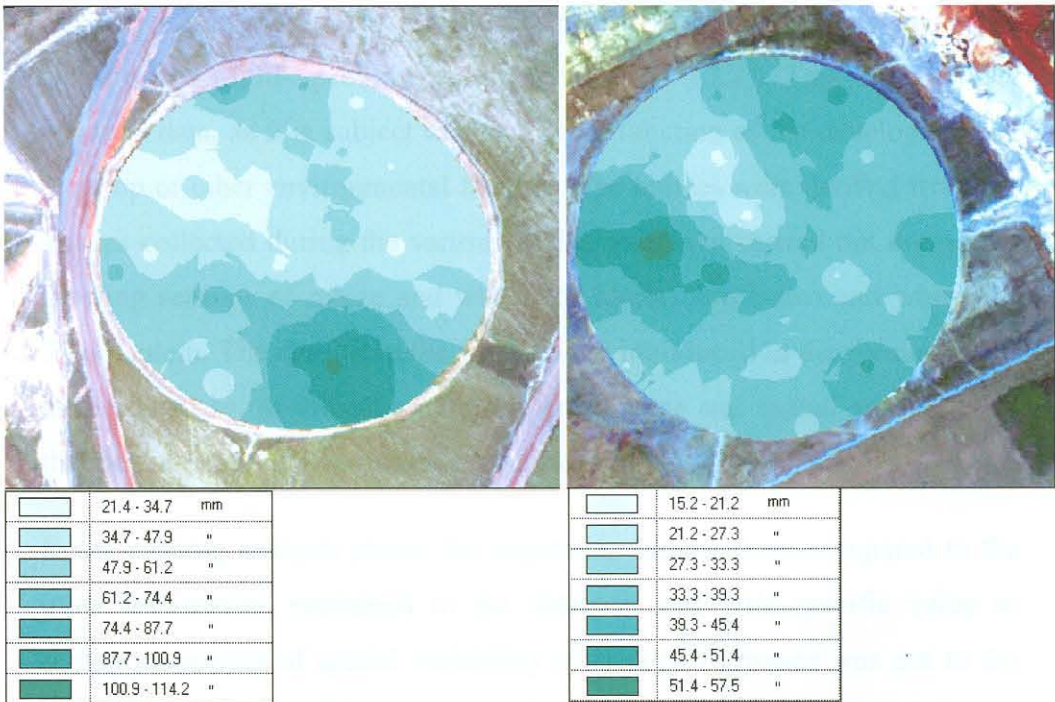 21.4 - 34.7 mm
34.7 - 47.9 "
47.9 - 61.2 "
61.2 - 74.4 "
74.4 - 87.7 "
87.7 - 100.9 "
100.9 - 114.2 "
15.2 - 21.2 mm
21.2 - 27.3 "
27.3 - 33.3 "
33.3 - 39.3 "
39.3 - 45.4 "
45.4 - 51.4 "
51.4 - 57.5 "